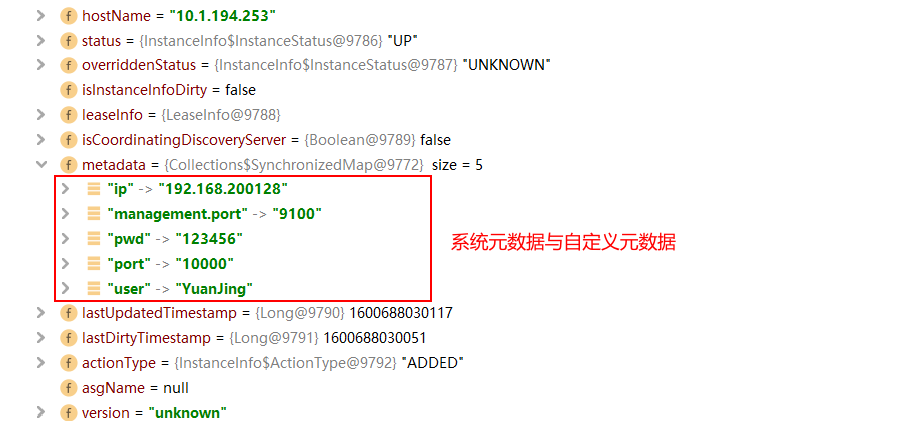 f hostName = "10.1.194.253"
f status = {InstanceInfo$InstanceStatus@9786} "UP"
f overriddenStatus = {InstanceInfo$InstanceStatus@9787} "UNKNOWN"
f isInstanceInfoDirty = false
f leaseInfo = {LeaseInfo@9788}
f isCoordinatingDiscoveryServer = {Boolean@9789} false
f metadata = {Collections$SynchronizedMap@9772} size = 5
"ip" -> "192.168.200128"
"management.port" -> "9100"
"pwd" -> "123456"
系统元数据与自定义元数据
"port" -> "10000"
"user" -> "YuanJing"
f lastUpdatedTimestamp = {Long@9790} 1600688030117
f lastDirtyTimestamp = {Long@9791} 1600688030051
f actionType = {InstanceInfo$ActionType@9792} "ADDED"
f asgName = null
f version = "unknown"